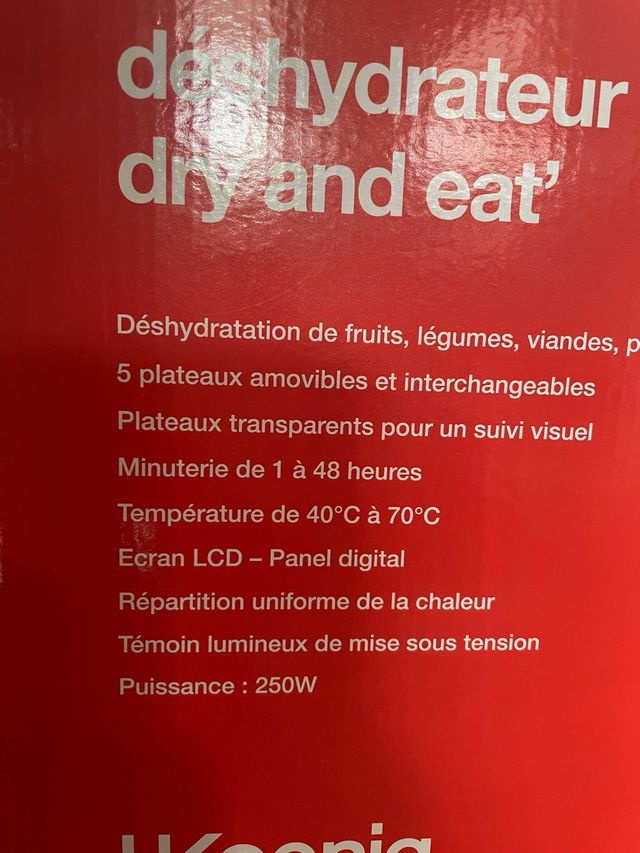 déshydrateur
dry and eat’
Déshydratation de fruits, légumes, viandes,
5 plateaux amovibles et interchangeables
Plateaux transparents pour un suivi visuel
Minuterie de 1 à 48 heures
Température de 40°C à 70°C
Ecran LCD – Panel digital
Répartition uniforme de la chaleur
Témoin lumineux de mise sous tension
Puissance : 250W